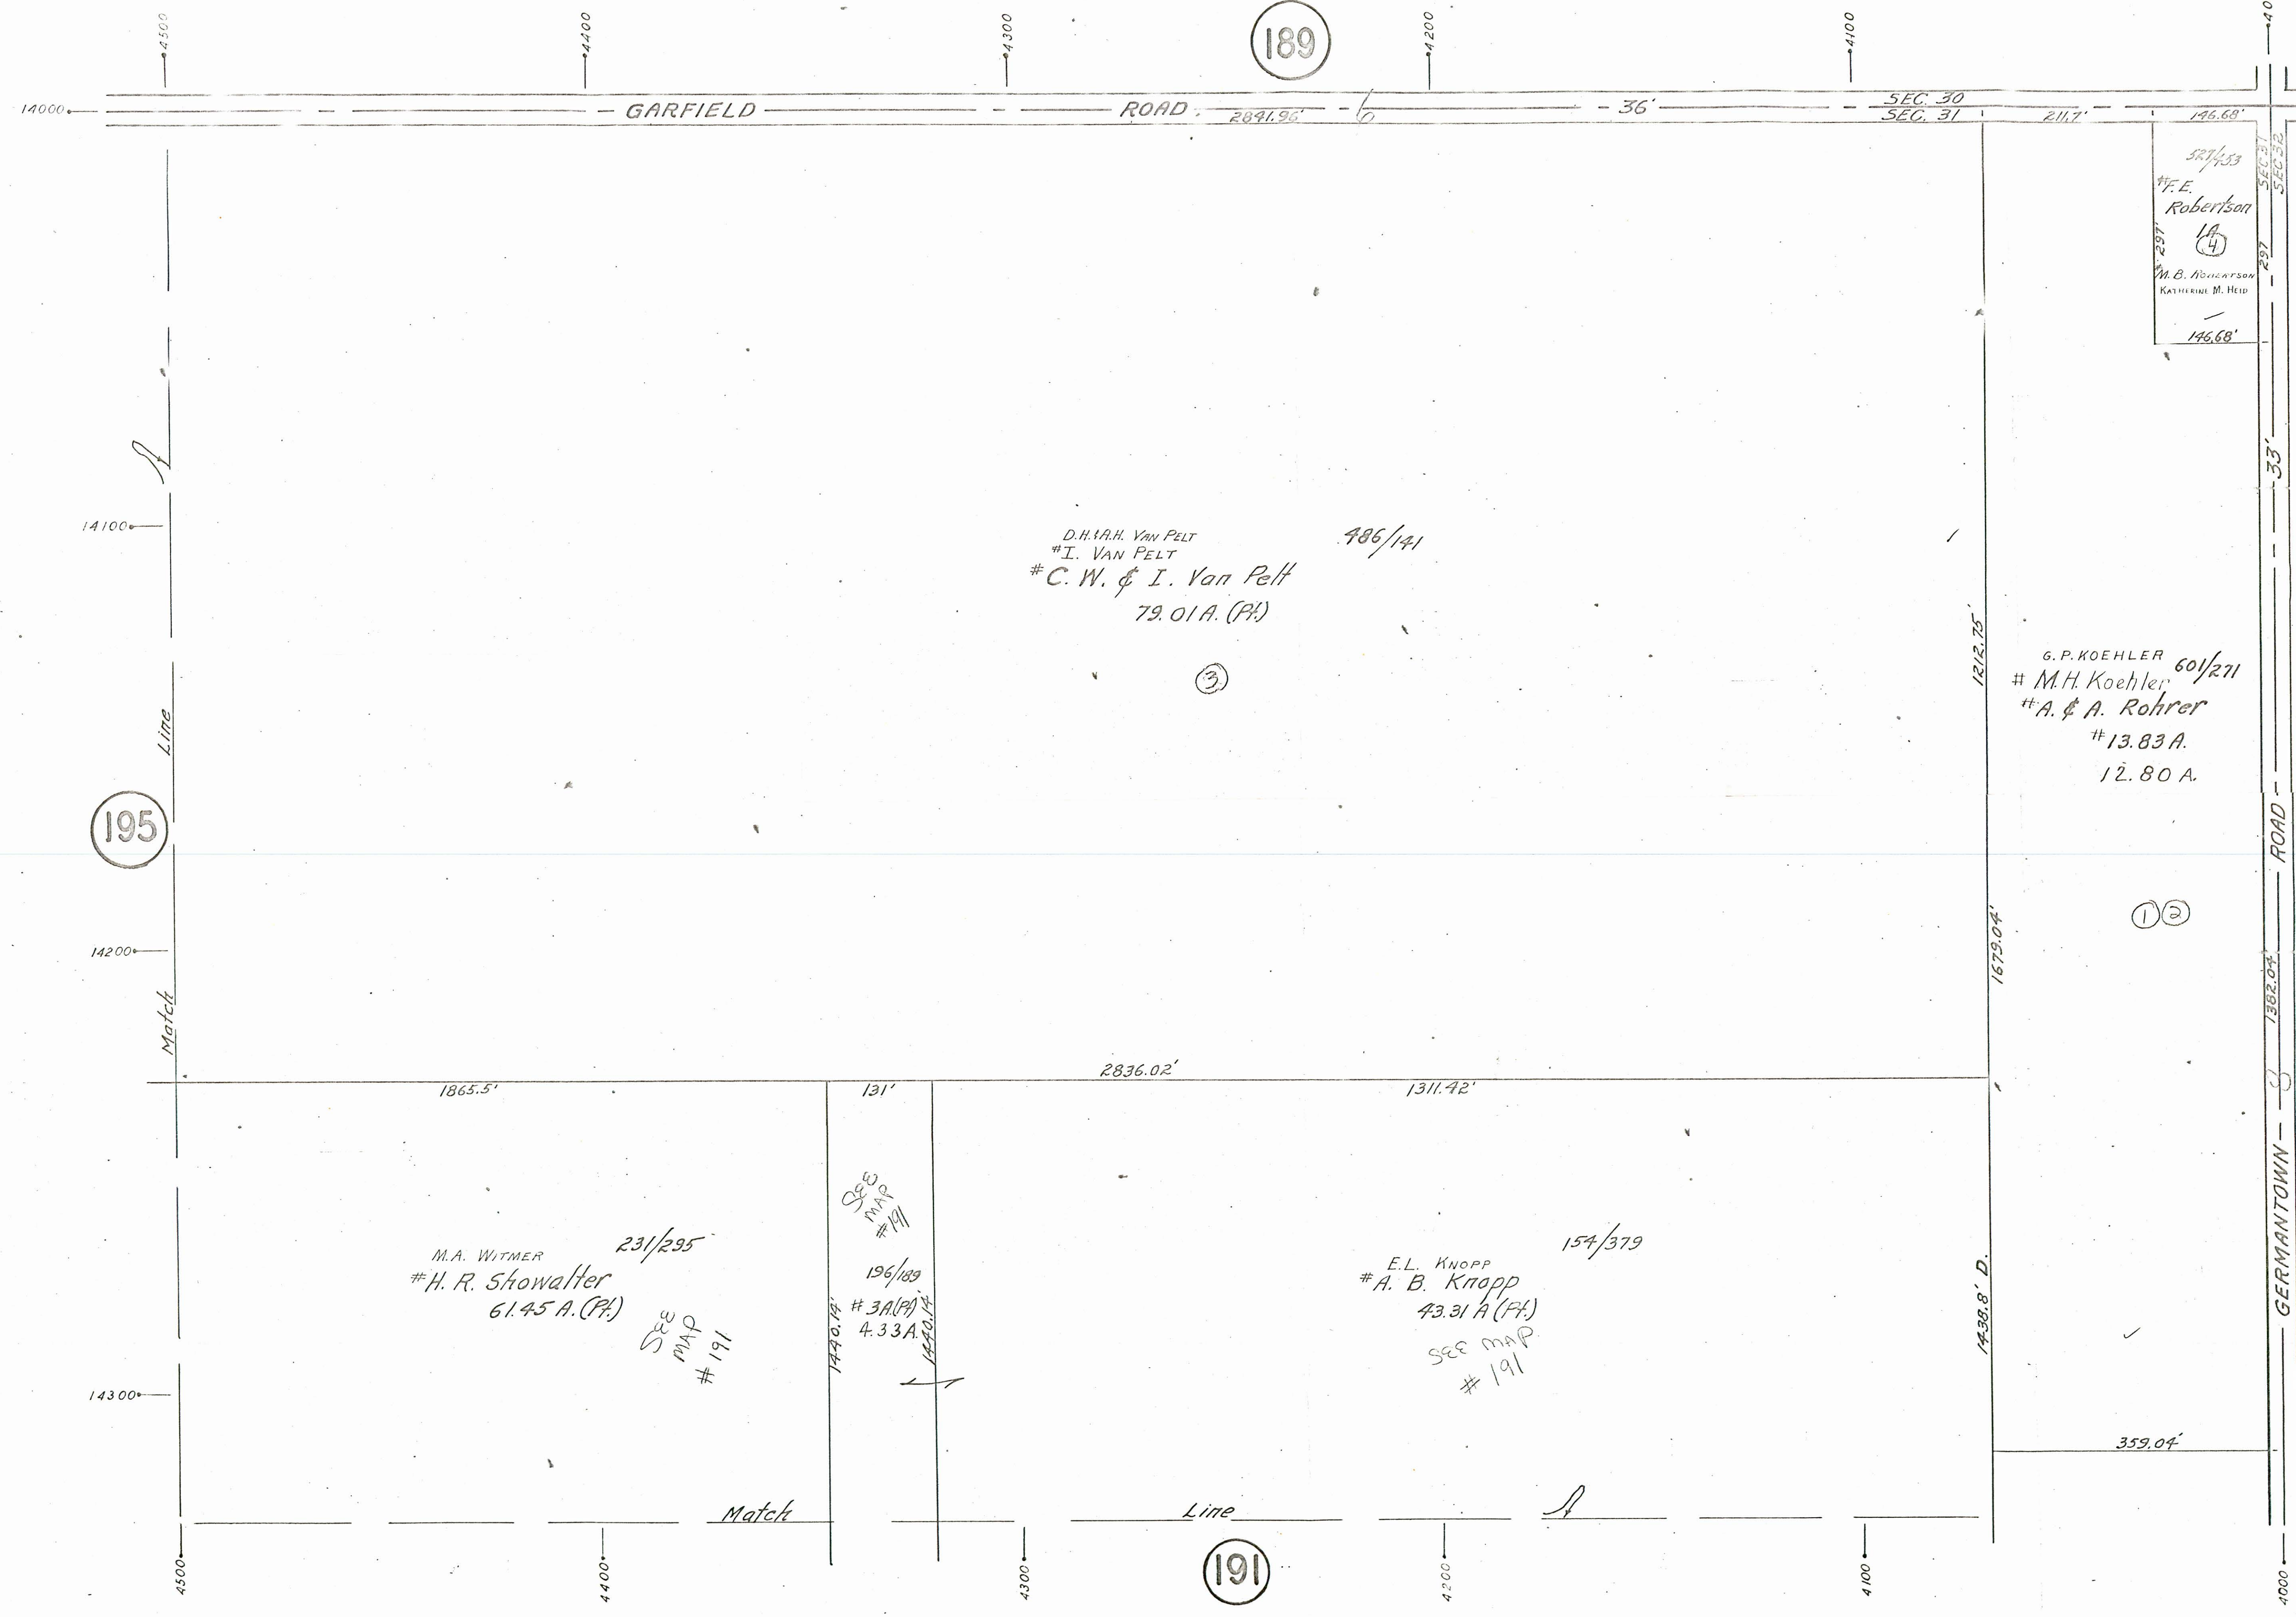 4500
4400
4300
189
4200
4100
40
14000
GARFIELD ROAD
2841.96'
36'
SEC. 30
SEC. 31
211.7'
146.68'
SEC 31
SEC 32
527/453
#F.E.
Robertson
1A
4
297'
297
#M. B. ROBERTSON
KATHERINE M. HEID
146.68'
33'
14100
D.H.&A.H. VAN PELT
486/141
#I. VAN PELT
#C. W. & I. Van Pelt
79.01 A. (Pt.)
3
1212.75'
G. P. KOEHLER
601/271
# M.H. Koehler
#A. & A. Rohrer
#13.83 A.
12.80 A.
Line
195
ROAD
1 2
14200
1679.04'
1382.04'
Match
2836.02'
1865.5'
131'
1311.42'
SEE
MAP
#191
M.A. WITMER
231/295
#H. R. Showalter
61.45 A. (Pt.)
SEE
MAP
#191
196/189
# 3A(Pt)
4.33 A.
1440.14'
1440.14'
154/379
E.L. KNOPP
#A. B. Knopp
43.31 A (Pt.)
SEE MAP
# 191
1438.8' D.
GERMANTOWN
14300
359.04'
Match Line
191
4500
4400
4300
4200
4100
4000